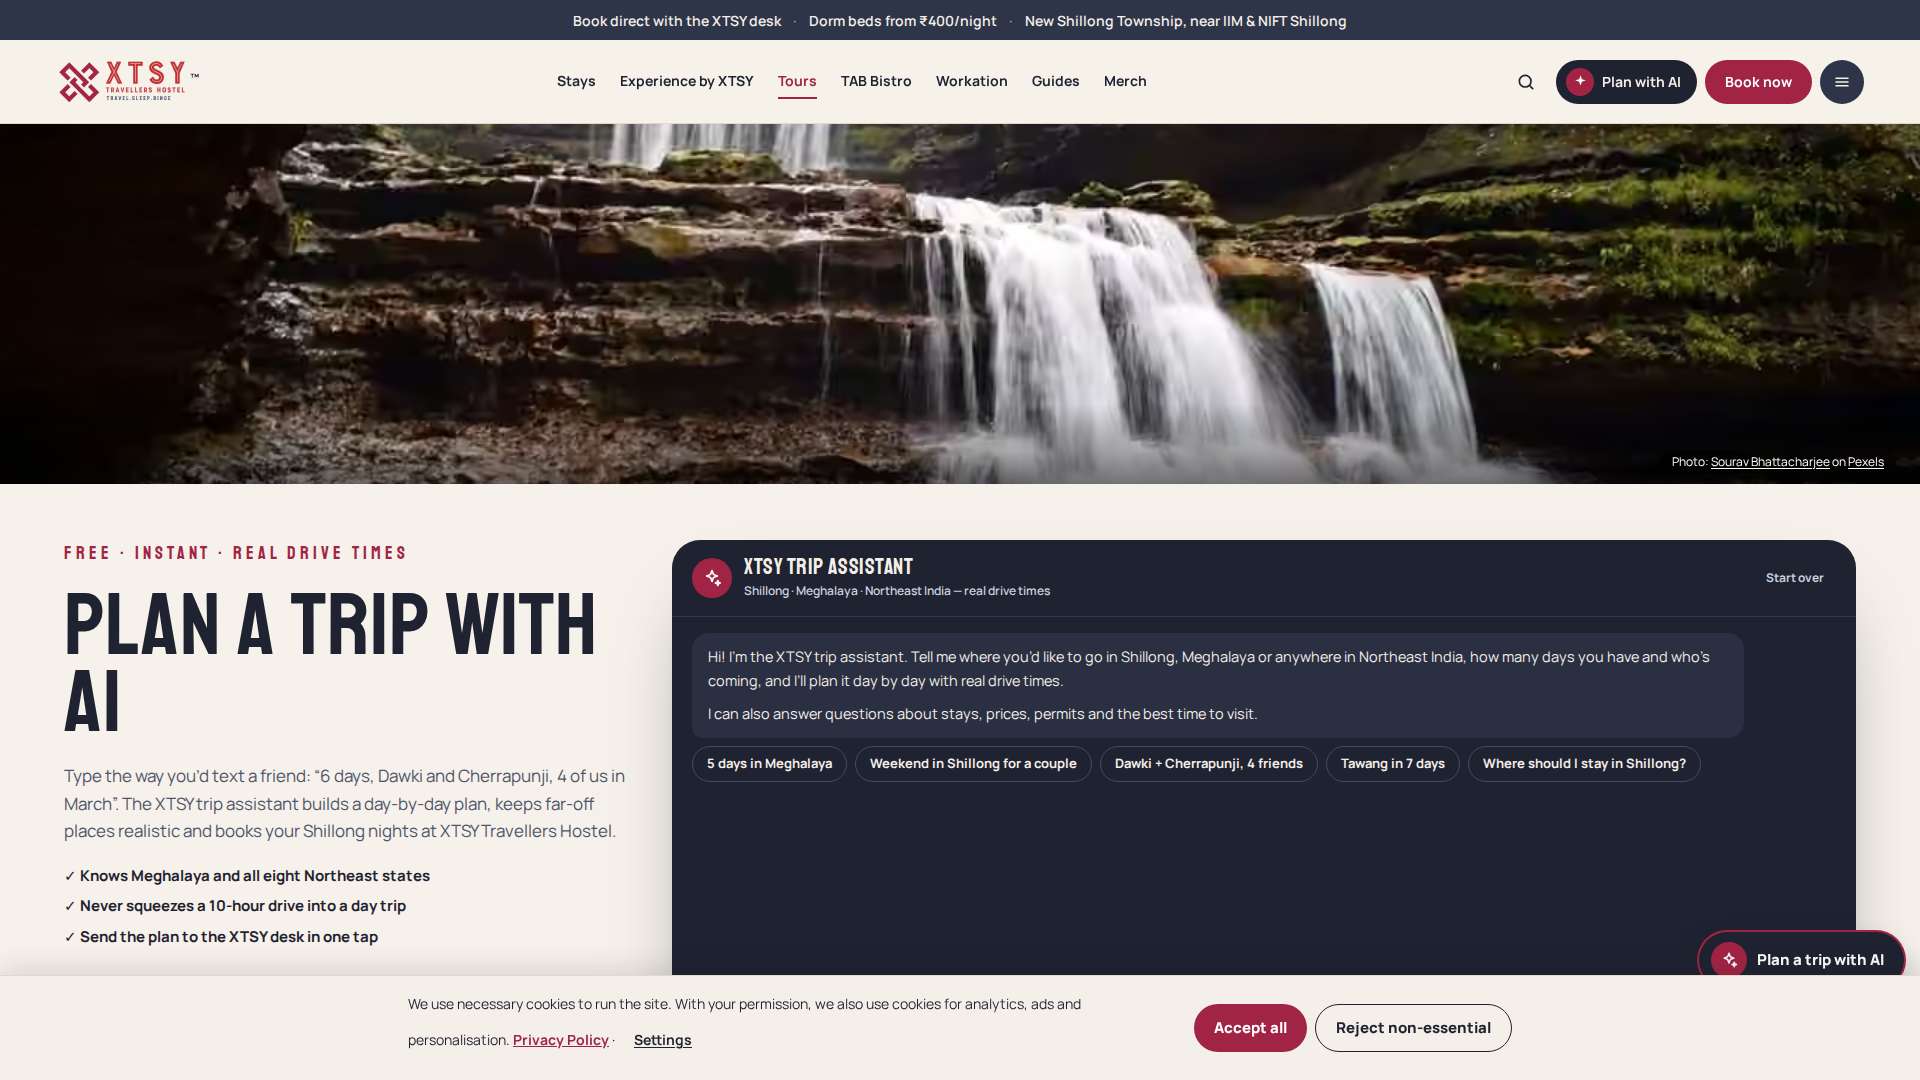 Book direct with the XTSY desk · Dorm beds from ₹400/night · New Shillong Township, near IIM & NIFT Shillong
XTSY ™
TRAVELLERS HOSTEL
TRAVEL.SLEEP.BINGE
Stays Experience by XTSY Tours TAB Bistro Workation Guides Merch
Plan with AI
Book now
Photo: Sourav Bhattacharjee on Pexels
FREE · INSTANT · REAL DRIVE TIMES
PLAN A TRIP WITH
AI
Type the way you’d text a friend: “6 days, Dawki and Cherrapunji, 4 of us in
March”. The XTSY trip assistant builds a day-by-day plan, keeps far-off
places realistic and books your Shillong nights at XTSY Travellers Hostel.
✓ Knows Meghalaya and all eight Northeast states
✓ Never squeezes a 10-hour drive into a day trip
✓ Send the plan to the XTSY desk in one tap
XTSY TRIP ASSISTANT
Shillong · Meghalaya · Northeast India — real drive times
Start over
Hi! I’m the XTSY trip assistant. Tell me where you’d like to go in Shillong, Meghalaya or anywhere in Northeast India, how many days you have and who’s
coming, and I’ll plan it day by day with real drive times.
I can also answer questions about stays, prices, permits and the best time to visit.
5 days in Meghalaya
Weekend in Shillong for a couple
Dawki + Cherrapunji, 4 friends
Tawang in 7 days
Where should I stay in Shillong?
Plan a trip with AI
We use necessary cookies to run the site. With your permission, we also use cookies for analytics, ads and
personalisation. Privacy Policy · Settings
Accept all
Reject non-essential